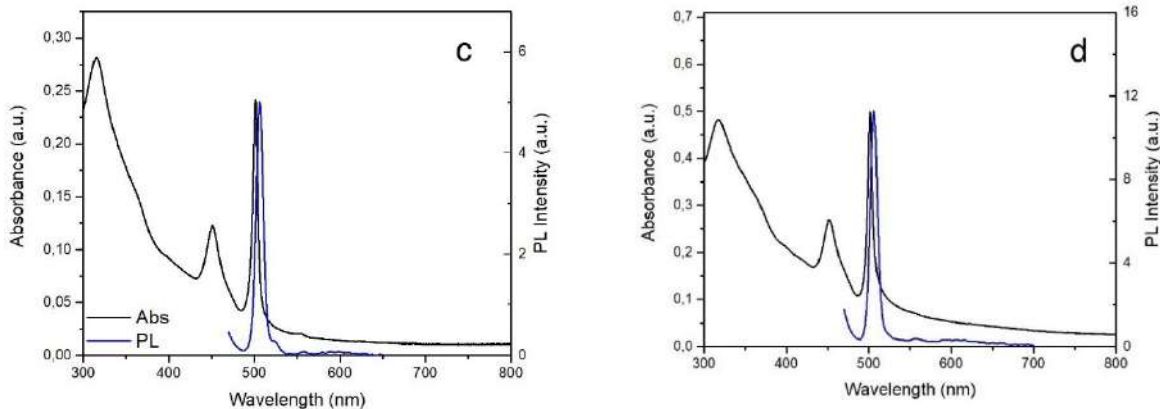 c
0,30
0,25
0,20
0,15
0,10
0,05
0,00
6
4
2
0
Absorbance (a.u.)
PL Intensity (a.u.)
Abs
PL
300 400 500 600 700 800
Wavelength (nm)
d
0,7
0,6
0,5
0,4
0,3
0,2
0,1
0,0
16
12
8
4
0
Absorbance (a.u.)
PL Intensity (a.u.)
300 400 500 600 700 800
Wavelength (nm)